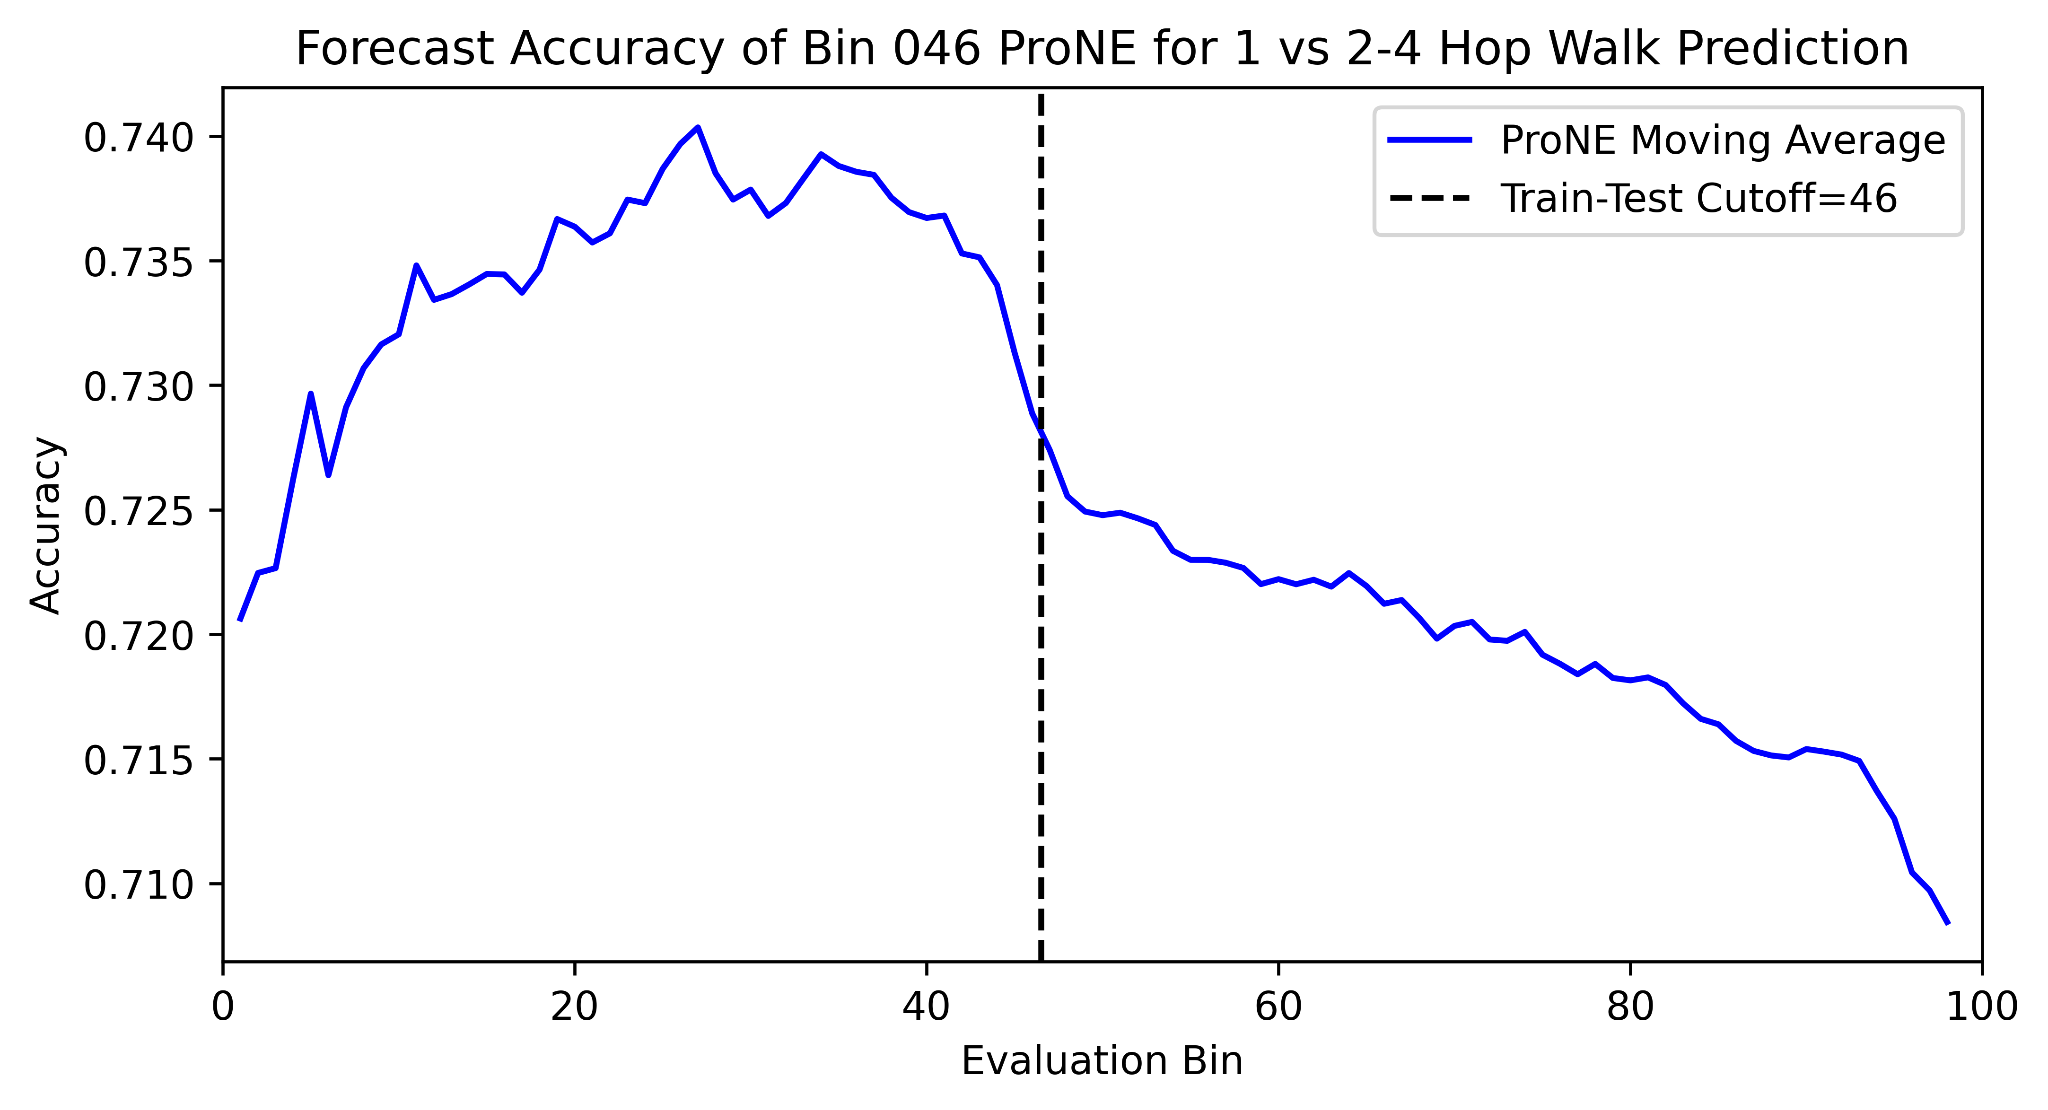 Forecast Accuracy of Bin 046 ProNE for 1 vs 2-4 Hop Walk Prediction
ProNE Moving Average
Train-Test Cutoff=46
Accuracy
0.740
0.735
0.730
0.725
0.720
0.715
0.710
0 20 40 60 80 100
Evaluation Bin